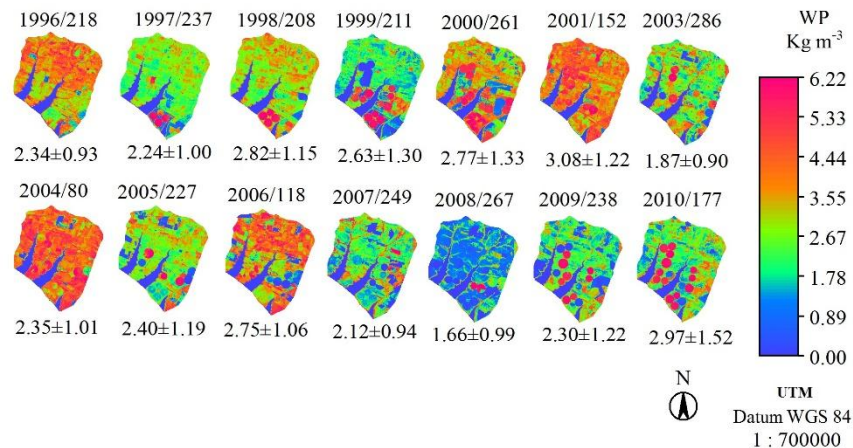 1996/218 1997/237 1998/208 1999/211 2000/261 2001/152 2003/286
2.34±0.93 2.24±1.00 2.82±1.15 2.63±1.30 2.77±1.33 3.08±1.22 1.87±0.90
2004/80 2005/227 2006/118 2007/249 2008/267 2009/238 2010/177
2.35±1.01 2.40±1.19 2.75±1.06 2.12±0.94 1.66±0.99 2.30±1.22 2.97±1.52
WP
Kg m⁻³
6.22
5.33
4.44
3.55
2.67
1.78
0.89
0.00
N
UTM
Datum WGS 84
1 : 700000